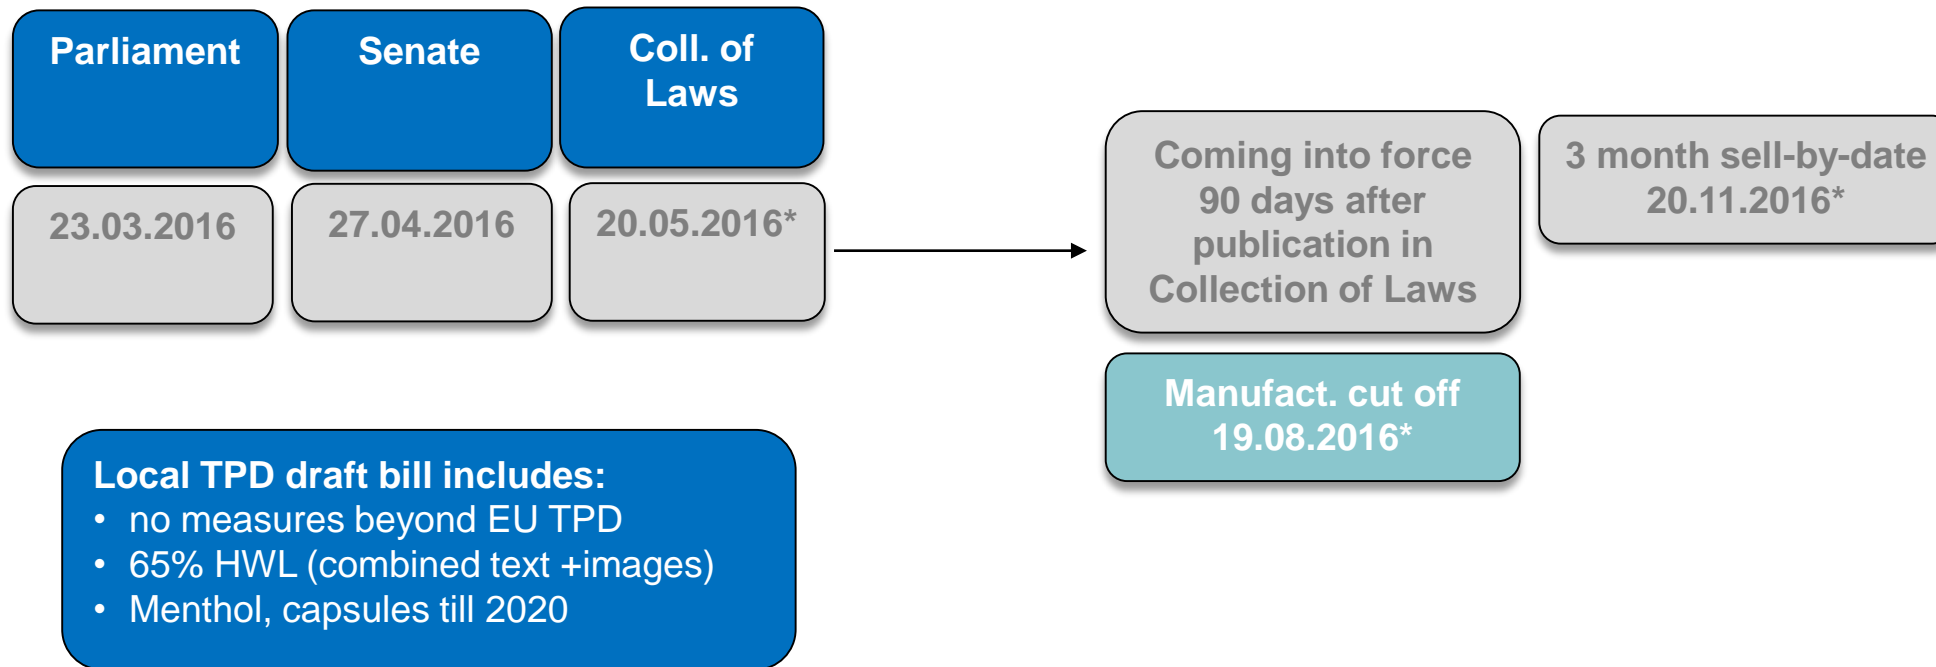 Parliament
Senate
Coll. of
Laws
23.03.2016
27.04.2016
20.05.2016*
Coming into force
90 days after
publication in
Collection of Laws
3 month sell-by-date
20.11.2016*
Manufact. cut off
19.08.2016*
Local TPD draft bill includes:
• no measures beyond EU TPD
• 65% HWL (combined text +images)
• Menthol, capsules till 2020